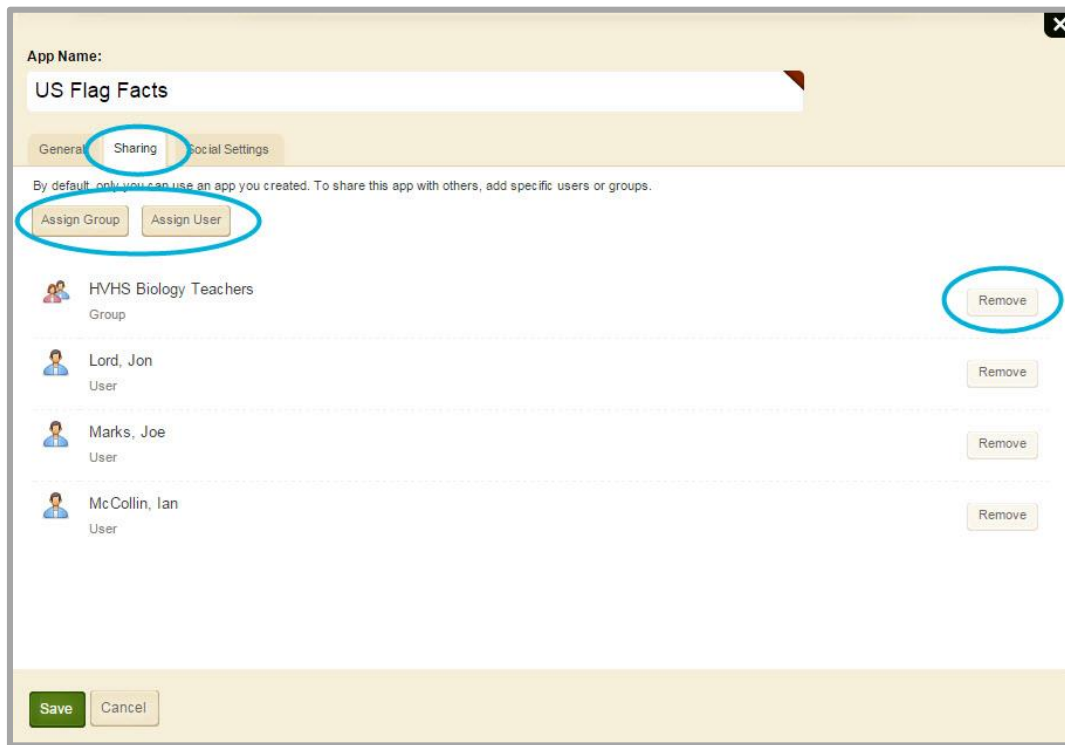 App Name:
US Flag Facts
General Sharing Social Settings
By default, only you can use an app you created. To share this app with others, add specific users or groups.
Assign Group Assign User
HVHS Biology Teachers
Group
Remove
Lord, Jon
User
Remove
Marks, Joe
User
Remove
McCollin, Ian
User
Remove
Save Cancel